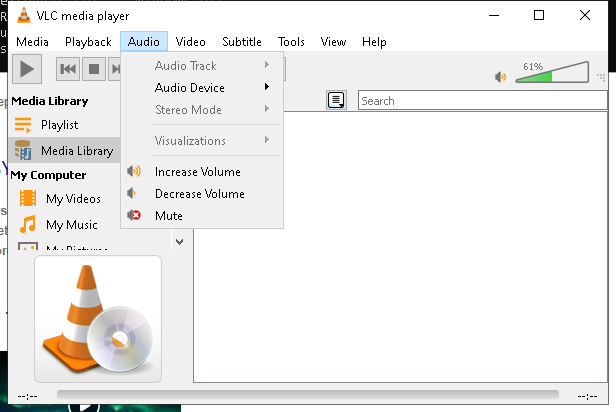 VLC media player
Media Playback Audio Video Subtitle Tools View Help
61%
Audio Track
Audio Device
Stereo Mode
Visualizations
Increase Volume
Decrease Volume
Mute
Media Library
Playlist
Media Library
My Computer
My Videos
My Music
My Pictures
Search
--:-- --:--